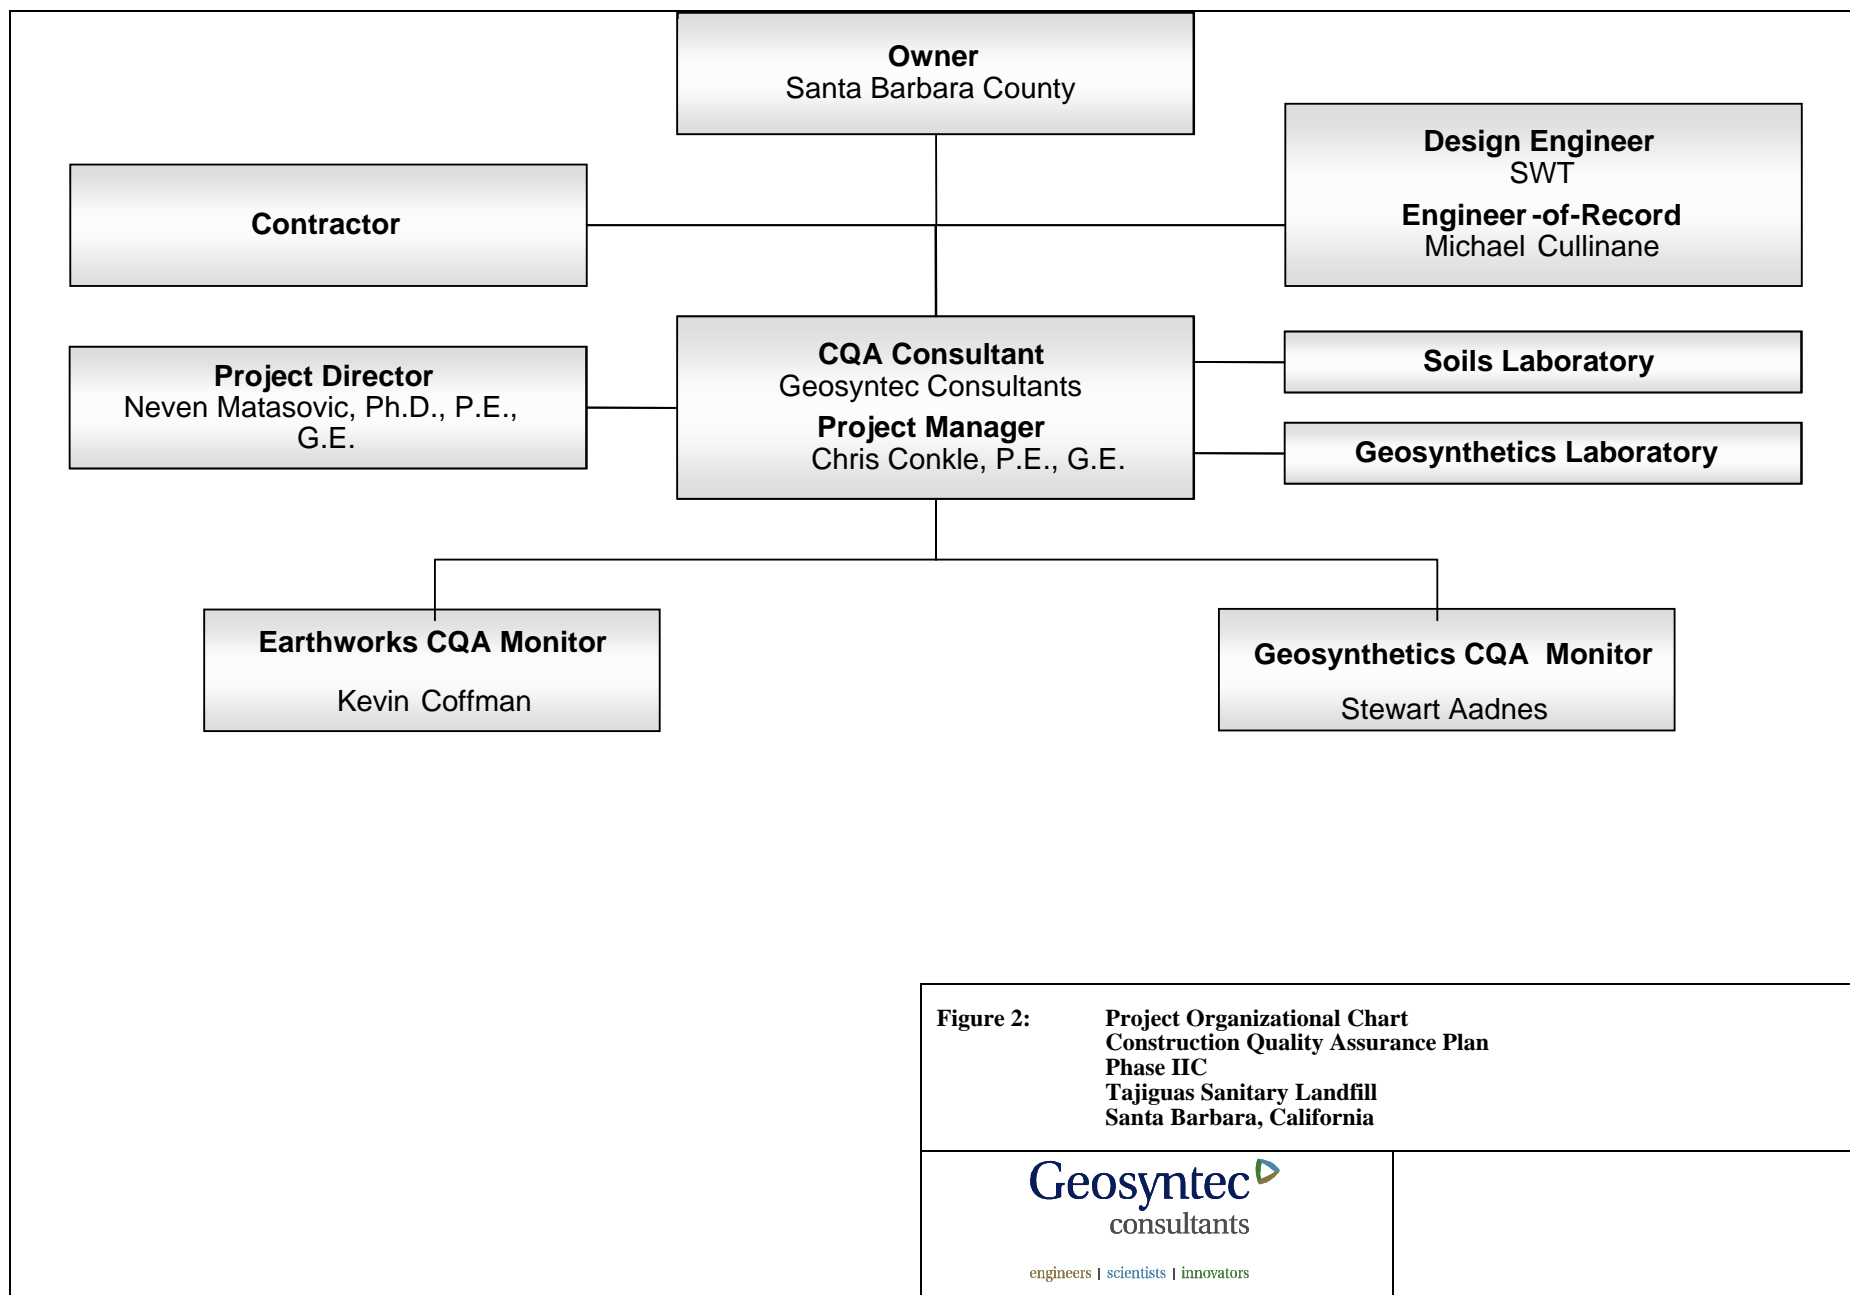 Owner
Santa Barbara County
Design Engineer
SWT
Engineer-of-Record
Michael Cullinane
Contractor
CQA Consultant
Geosyntec Consultants
Project Manager
Chris Conkle, P.E., G.E.
Project Director
Neven Matasovic, Ph.D., P.E.,
G.E.
Soils Laboratory
Geosynthetics Laboratory
Earthworks CQA Monitor
Kevin Coffman
Geosynthetics CQA Monitor
Stewart Aadnes
Figure 2: Project Organizational Chart
Construction Quality Assurance Plan
Phase IIC
Tajiguas Sanitary Landfill
Santa Barbara, California
Geosyntec
consultants
engineers | scientists | innovators